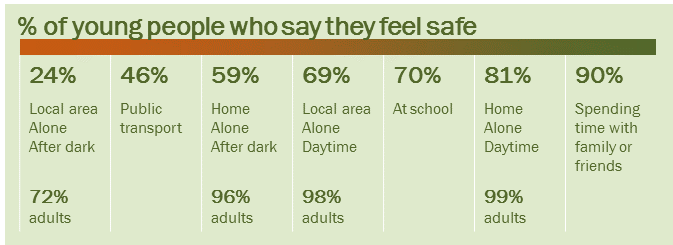 % of young people who say they feel safe
24%
Local area
Alone
After dark
72%
adults
46%
Public
transport
59%
Home
Alone
After dark
96%
adults
69%
Local area
Alone
Daytime
98%
adults
70%
At school
81%
Home
Alone
Daytime
99%
adults
90%
Spending
time with
family or
friends